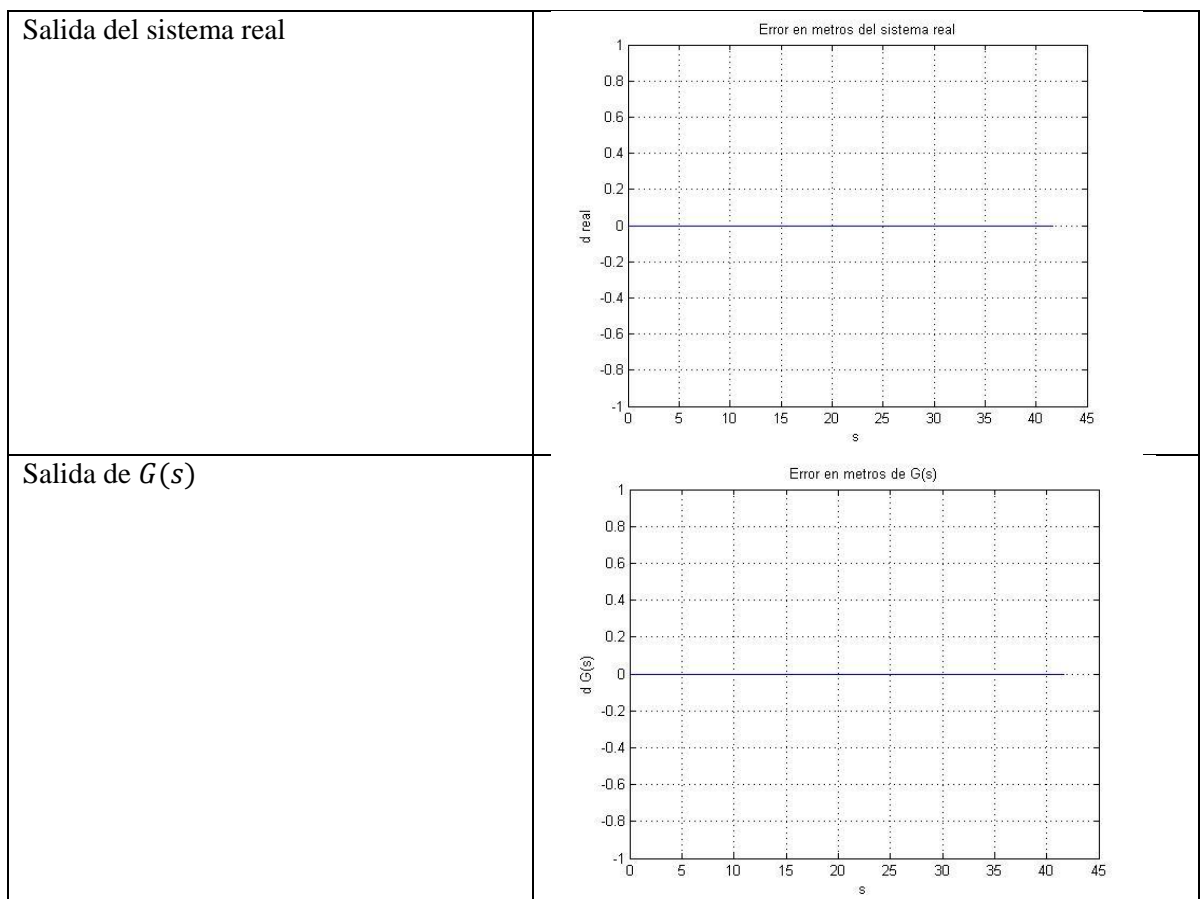 Salida del sistema real
Error en metros del sistema real
1
0.8
0.6
0.4
0.2
0
-0.2
-0.4
-0.6
-0.8
-1
d real
0 5 10 15 20 25 30 35 40 45
s
Salida de G(s)
Error en metros de G(s)
1
0.8
0.6
0.4
0.2
0
-0.2
-0.4
-0.6
-0.8
-1
d G(s)
0 5 10 15 20 25 30 35 40 45
s